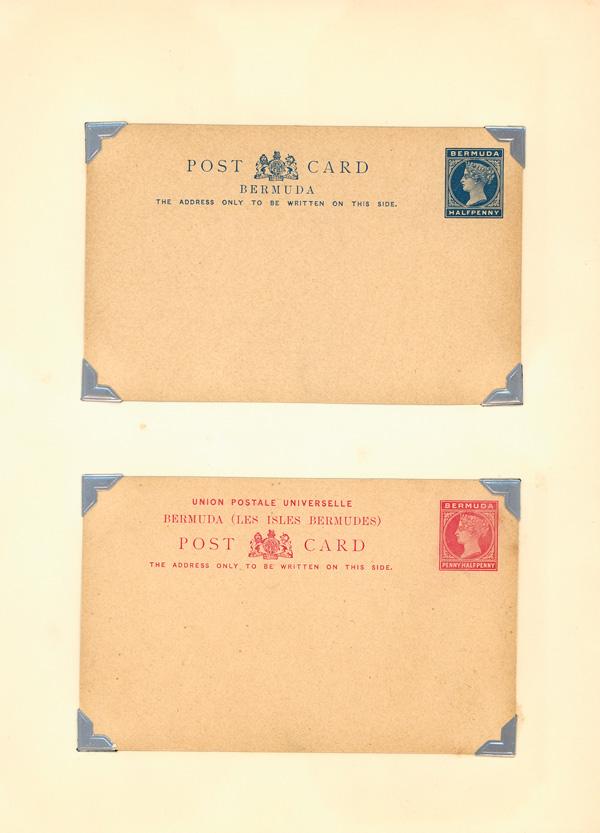 POST CARD
BERMUDA
THE ADDRESS ONLY TO BE WRITTEN ON THIS SIDE.
BERMUDA
HALFPENNY
UNION POSTALE UNIVERSELLE
BERMUDA (LES ISLES BERMUDES)
POST CARD
THE ADDRESS ONLY TO BE WRITTEN ON THIS SIDE.
BERMUDA
PENNY HALFPENNY